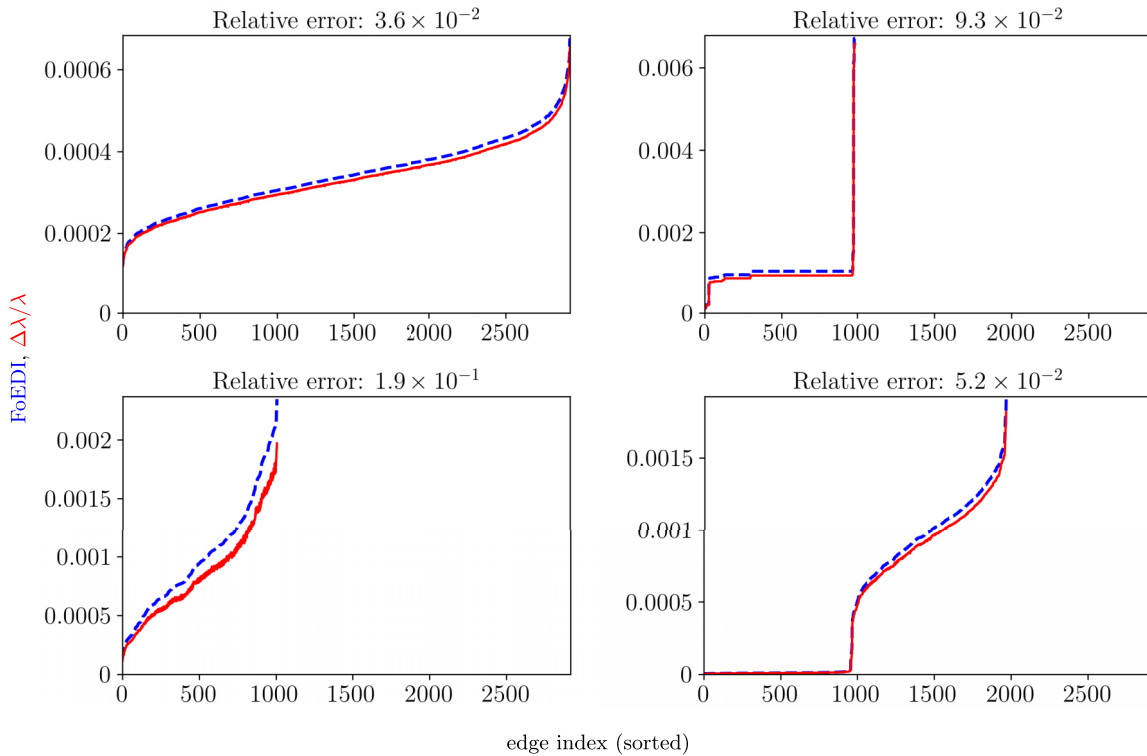 Relative error: 3.6 × 10⁻²
0.0006
0.0004
0.0002
0
0 500 1000 1500 2000 2500
Relative error: 9.3 × 10⁻²
0.006
0.004
0.002
0
0 500 1000 1500 2000 2500
FoEDI, Δλ/λ
Relative error: 1.9 × 10⁻¹
0.002
0.0015
0.001
0.0005
0
0 500 1000 1500 2000 2500
Relative error: 5.2 × 10⁻²
0.0015
0.001
0.0005
0
0 500 1000 1500 2000 2500
edge index (sorted)